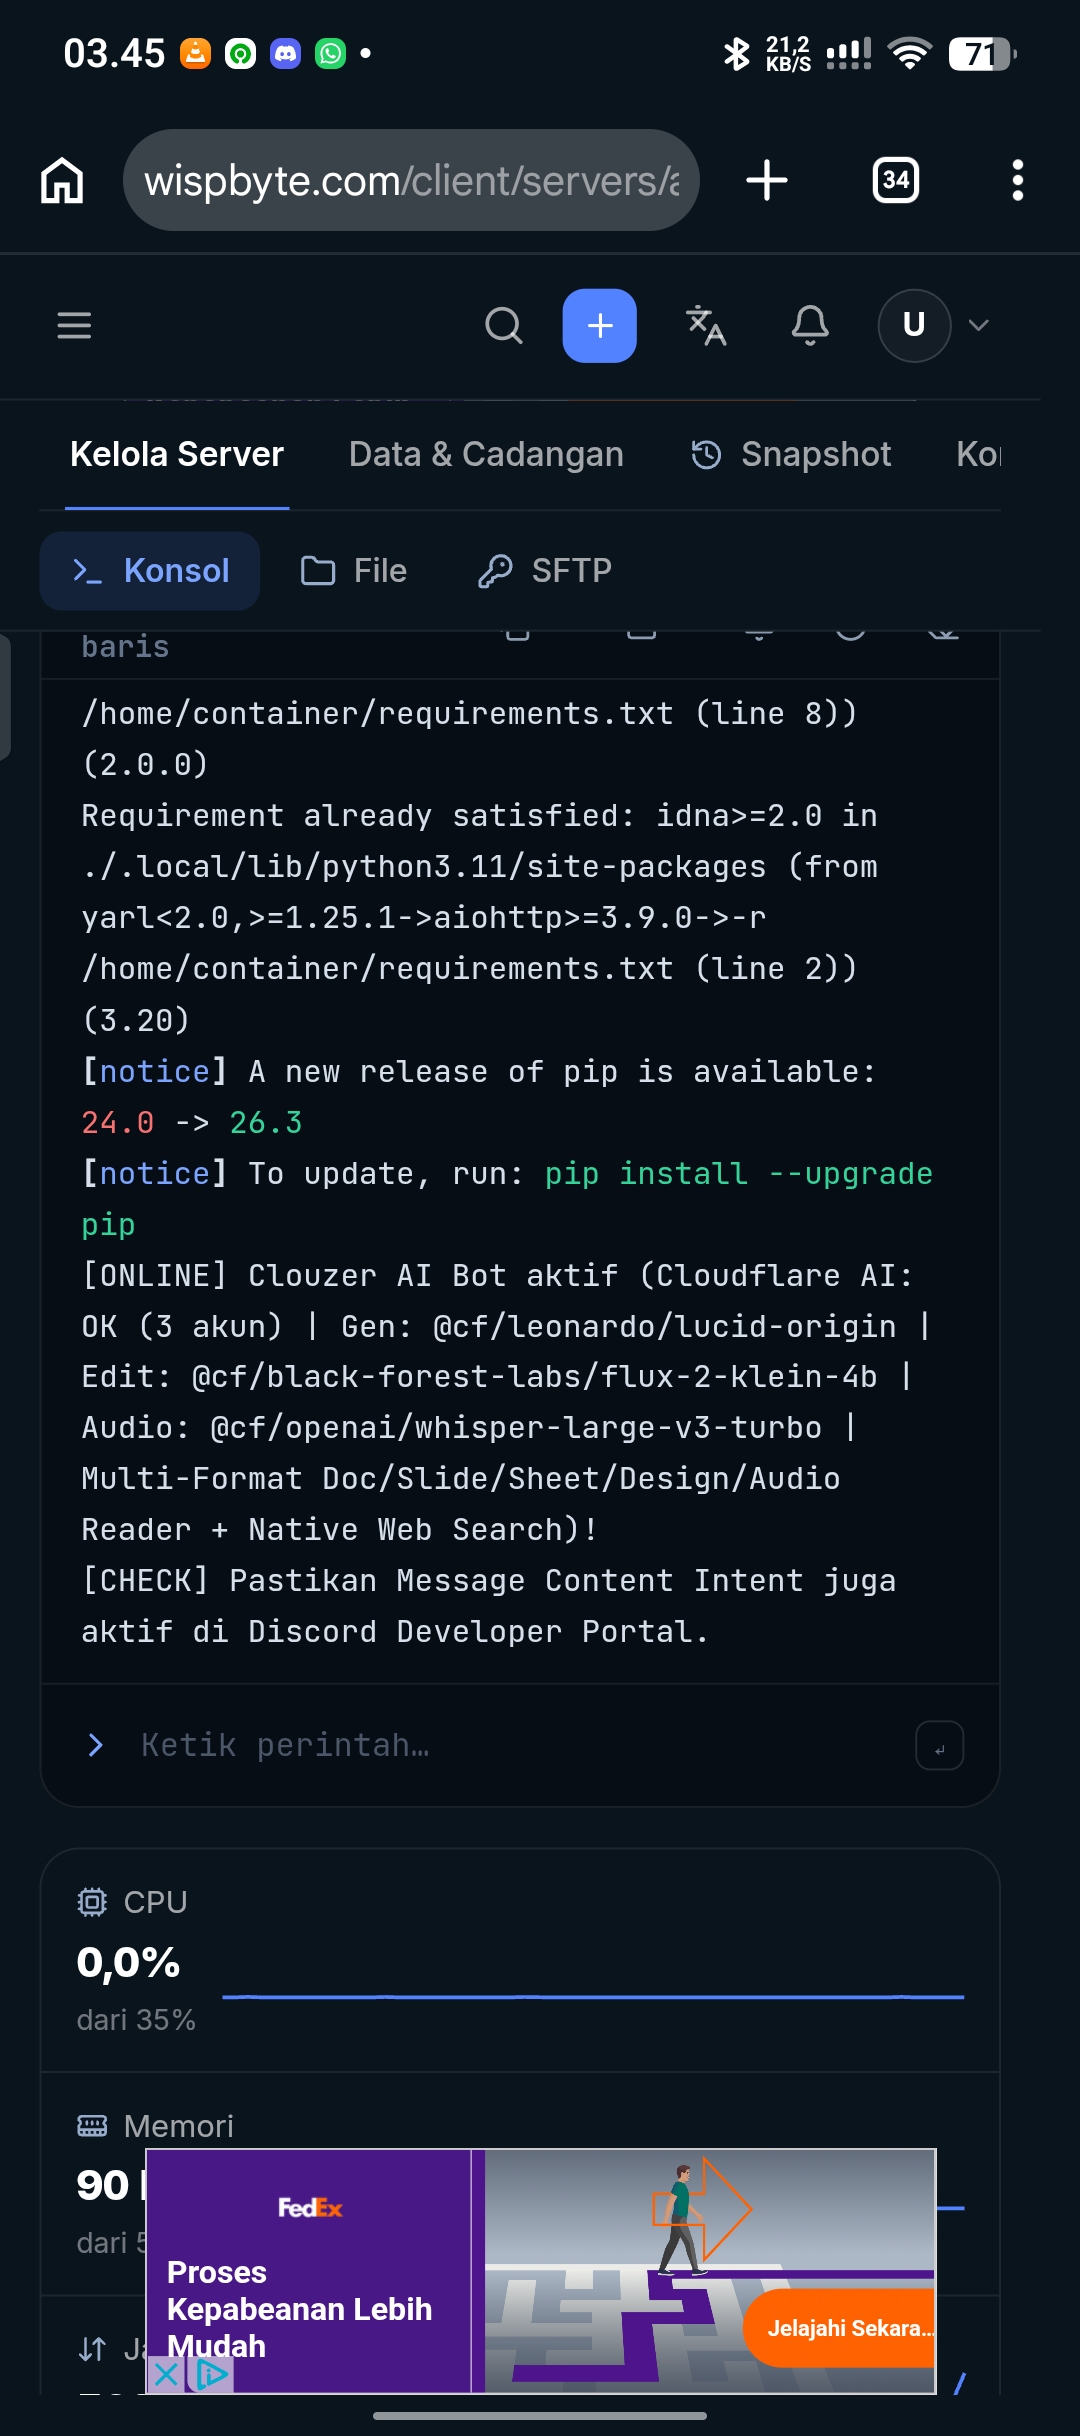 03.45
21,2
KB/S
71
wispbyte.com/client/servers/
34
U
Kelola Server
Data & Cadangan
Snapshot
Konsol
File
SFTP
baris
/home/container/requirements.txt (line 8))
(2.0.0)
Requirement already satisfied: idna>=2.0 in
./.local/lib/python3.11/site-packages (from
yarl<2.0,>=1.25.1->aiohttp>=3.9.0->-r
/home/container/requirements.txt (line 2))
(3.20)
[notice] A new release of pip is available:
24.0 -> 26.3
[notice] To update, run: pip install --upgrade
pip
[ONLINE] Clouzer AI Bot aktif (Cloudflare AI:
OK (3 akun) | Gen: @cf/leonardo/lucid-origin |
Edit: @cf/black-forest-labs/flux-2-klein-4b |
Audio: @cf/openai/whisper-large-v3-turbo |
Multi-Format Doc/Slide/Sheet/Design/Audio
Reader + Native Web Search)!
[CHECK] Pastikan Message Content Intent juga
aktif di Discord Developer Portal.
Ketik perintah…
CPU
0,0%
dari 35%
Memori
90
dari
FedEx
Proses
Kepabeanan Lebih
Mudah
Jelajahi Sekara...